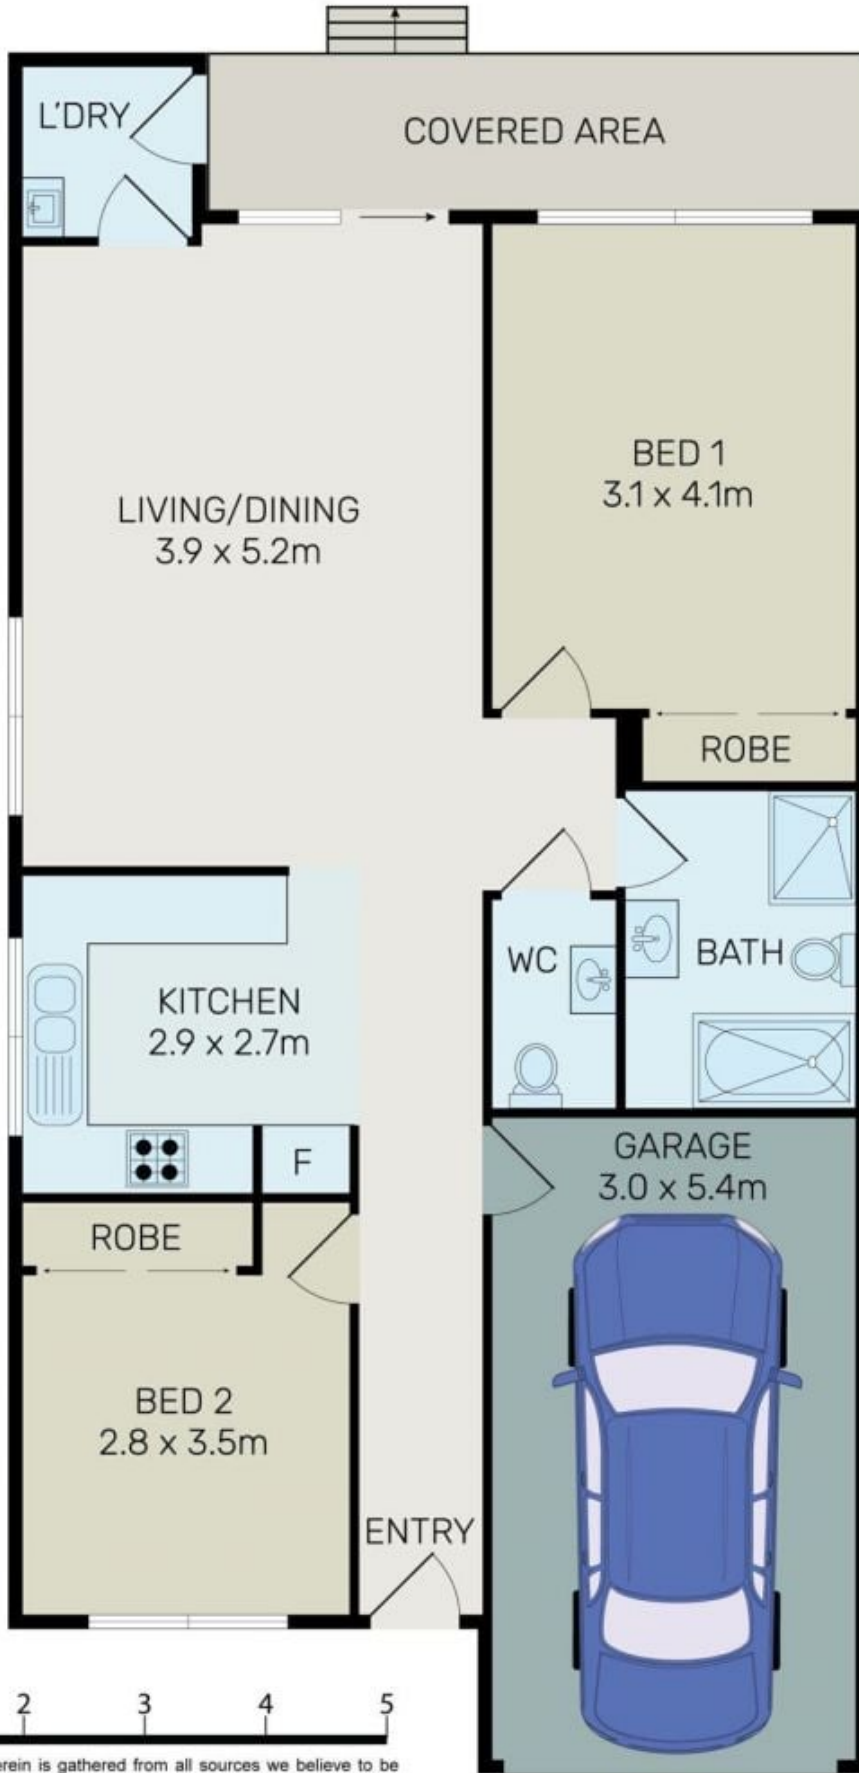 L'DRY
COVERED AREA
BED 1
3.1 x 4.1m
LIVING/DINING
3.9 x 5.2m
ROBE
WC
BATH
KITCHEN
2.9 x 2.7m
F
GARAGE
3.0 x 5.4m
ROBE
BED 2
2.8 x 3.5m
ENTRY
2 3 4 5
is gathered from all sources we believe to be